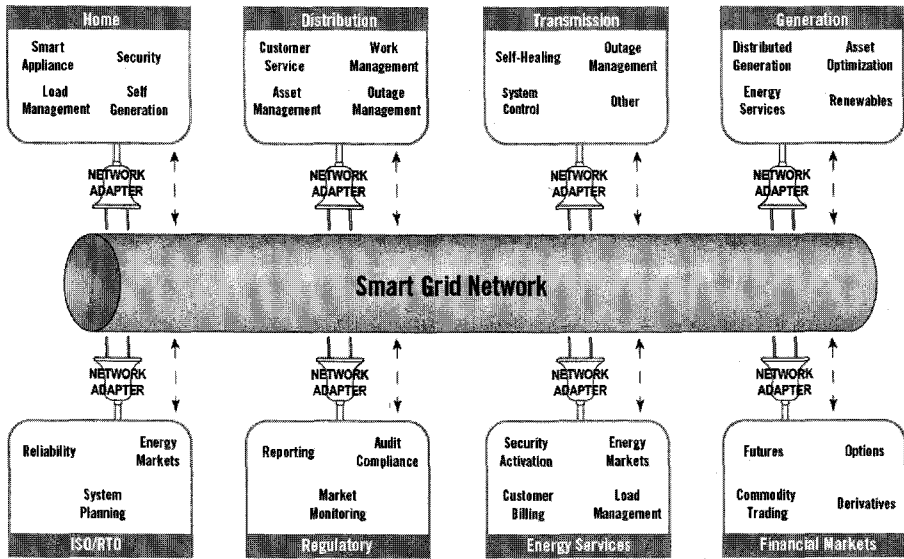 Home
Smart
Appliance
Security
Load
Management
Self
Generation
Distribution
Customer
Service
Work
Management
Asset
Management
Outage
Management
Transmission
Self-Healing
Outage
Management
System
Control
Other
Generation
Distributed
Generation
Asset
Optimization
Energy
Services
Renewables
NETWORK
ADAPTER
NETWORK
ADAPTER
NETWORK
ADAPTER
NETWORK
ADAPTER
Smart Grid Network
NETWORK
ADAPTER
NETWORK
ADAPTER
NETWORK
ADAPTER
NETWORK
ADAPTER
Reliability
Energy
Markets
System
Planning
ISO/RTO
Reporting
Audit
Compliance
Market
Monitoring
Regulatory
Security
Activation
Energy
Markets
Customer
Billing
Load
Management
Energy Services
Futures
Options
Commodity
Trading
Derivatives
Financial Markets